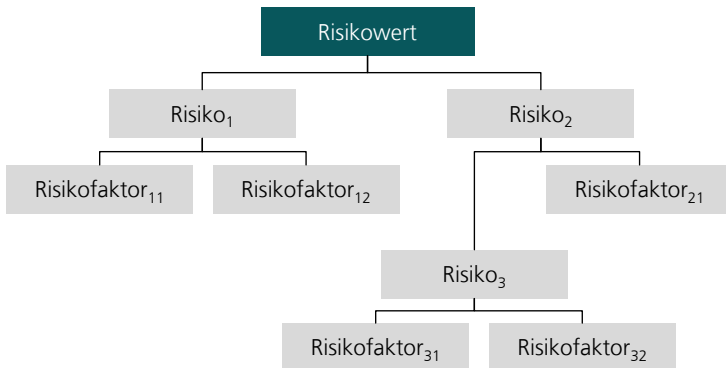 Risikowert
Risiko₁
Risiko₂
Risikofaktor₁₁
Risikofaktor₁₂
Risikofaktor₂₁
Risiko₃
Risikofaktor₃₁
Risikofaktor₃₂